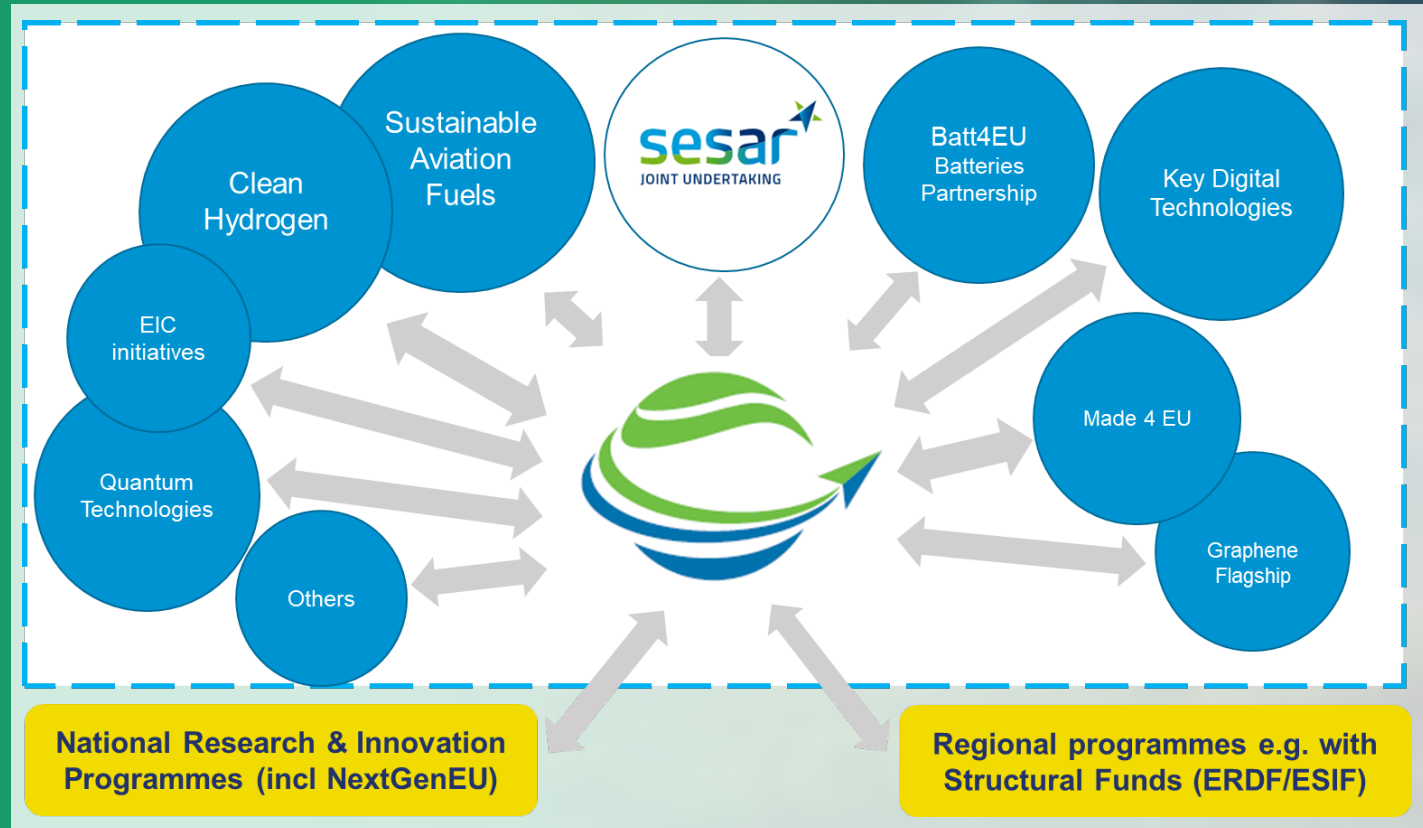 Sustainable
Aviation
Fuels
sesar
JOINT UNDERTAKING
Batt4EU
Batteries
Partnership
Key Digital
Technologies
Clean
Hydrogen
EIC
initiatives
Made 4 EU
Quantum
Technologies
Graphene
Flagship
Others
National Research & Innovation
Programmes (incl NextGenEU)
Regional programmes e.g. with
Structural Funds (ERDF/ESIF)